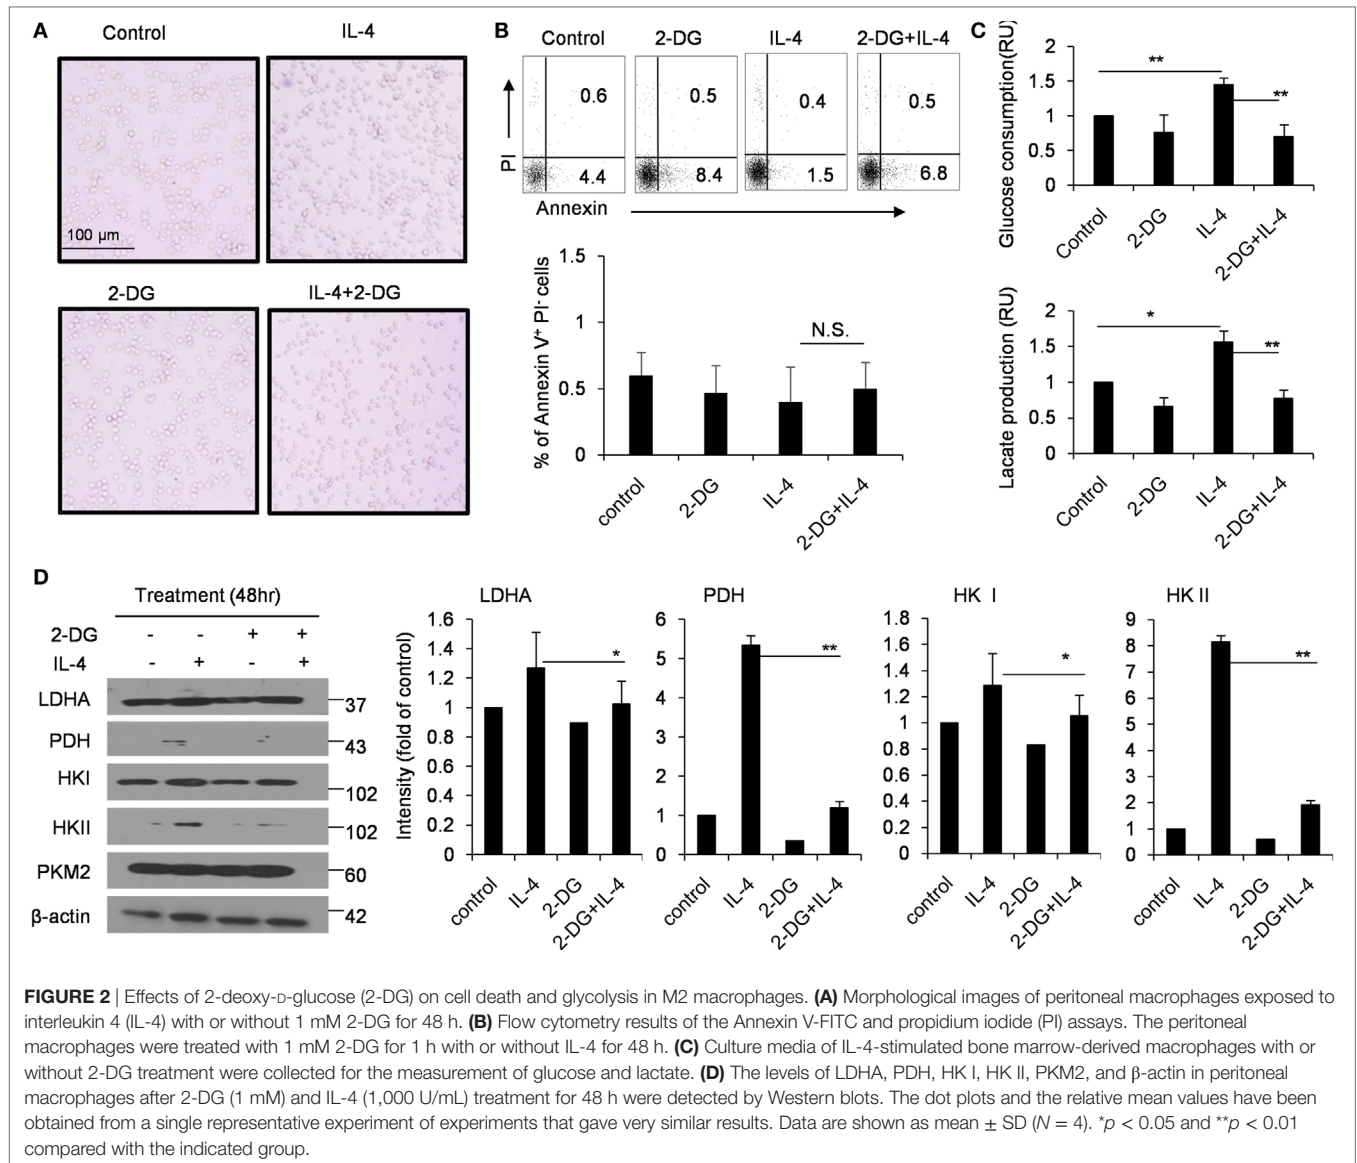 A
Control
IL-4
100 µm
2-DG
IL-4+2-DG
B
Control
2-DG
IL-4
2-DG+IL-4
PI
0.6
0.5
0.4
0.5
4.4
8.4
1.5
6.8
Annexin
% of Annexin V+ PI- cells
1.5
1
0.5
0
N.S.
control
2-DG
IL-4
2-DG+IL-4
C
Glucose consumption(RU)
2
1.5
1
0.5
0
**
**
Control
2-DG
IL-4
2-DG+IL-4
Lacate production (RU)
2
1.5
1
0.5
0
*
**
Control
2-DG
IL-4
2-DG+IL-4
D
Treatment (48hr)
2-DG - - + +
IL-4 - + - +
LDHA 37
PDH 43
HKI 102
HKII 102
PKM2 60
β-actin 42
Intensity (fold of control)
LDHA
1.6
1.4
1.2
1
0.8
0.6
0.4
0.2
0
*
control
IL-4
2-DG
2-DG+IL-4
PDH
6
5
4
3
2
1
0
**
control
IL-4
2-DG
2-DG+IL-4
HK I
1.8
1.6
1.4
1.2
1
0.8
0.6
0.4
0.2
0
*
control
IL-4
2-DG
2-DG+IL-4
HK II
9
8
7
6
5
4
3
2
1
0
**
control
IL-4
2-DG
2-DG+IL-4
FIGURE 2 | Effects of 2-deoxy-D-glucose (2-DG) on cell death and glycolysis in M2 macrophages. (A) Morphological images of peritoneal macrophages exposed to
interleukin 4 (IL-4) with or without 1 mM 2-DG for 48 h. (B) Flow cytometry results of the Annexin V-FITC and propidium iodide (PI) assays. The peritoneal
macrophages were treated with 1 mM 2-DG for 1 h with or without IL-4 for 48 h. (C) Culture media of IL-4-stimulated bone marrow-derived macrophages with or
without 2-DG treatment were collected for the measurement of glucose and lactate. (D) The levels of LDHA, PDH, HK I, HK II, PKM2, and β-actin in peritoneal
macrophages after 2-DG (1 mM) and IL-4 (1,000 U/mL) treatment for 48 h were detected by Western blots. The dot plots and the relative mean values have been
obtained from a single representative experiment of experiments that gave very similar results. Data are shown as mean ± SD (N = 4). *p < 0.05 and **p < 0.01
compared with the indicated group.